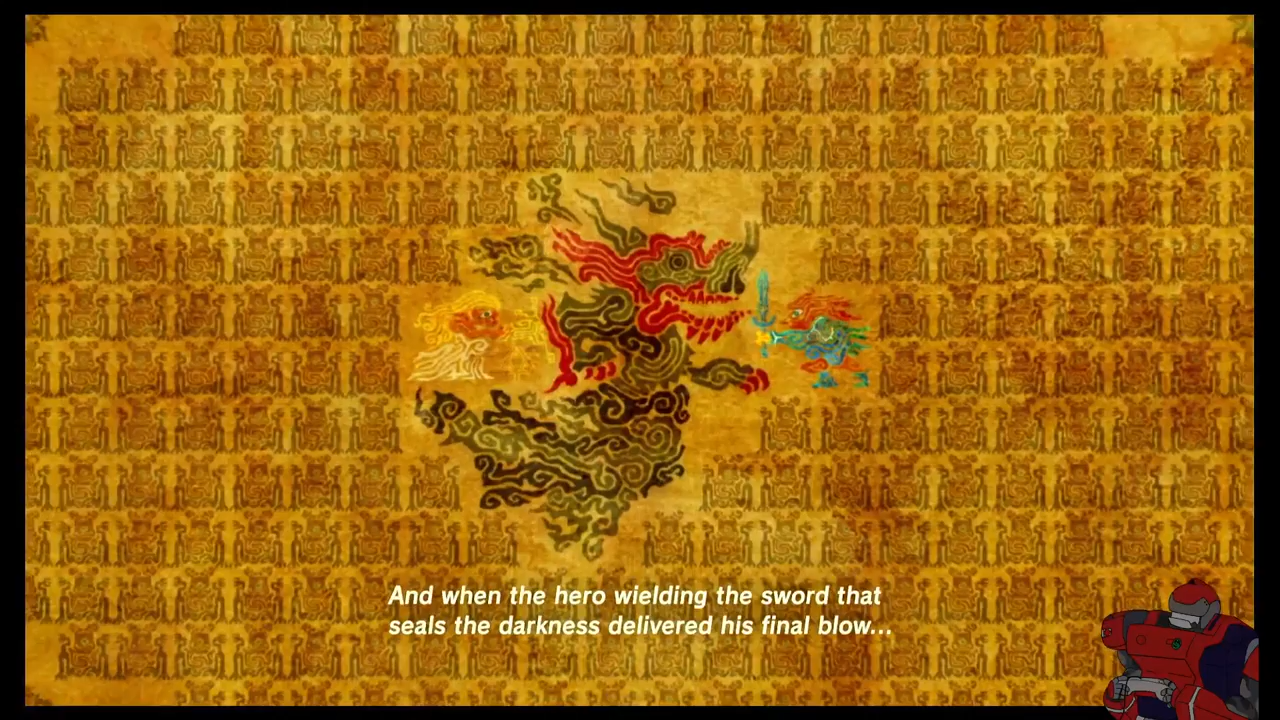 And when the hero wielding the sword that
seals the darkness delivered his final blow...